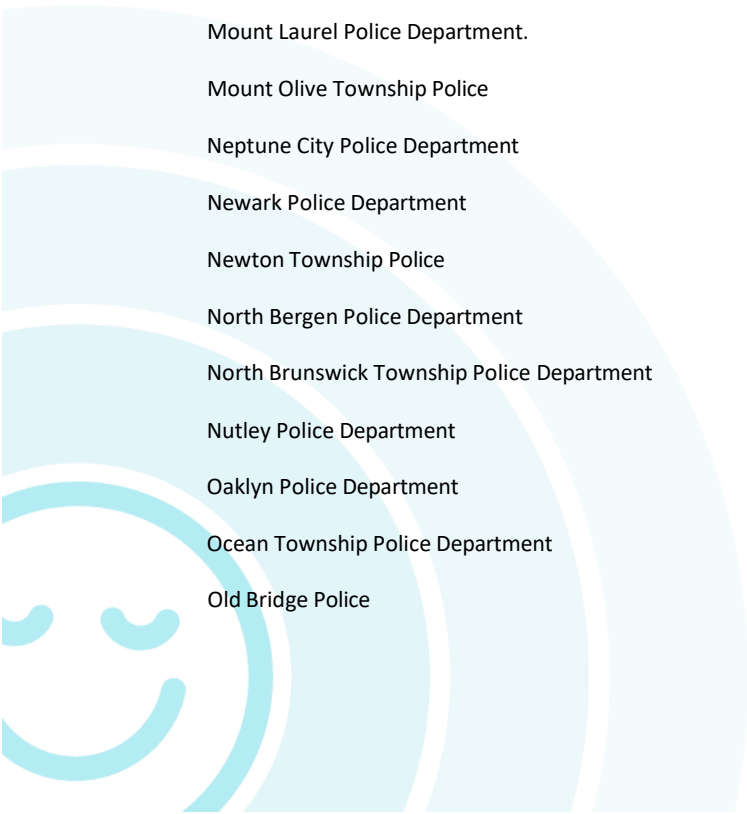 Mount Laurel Police Department.
Mount Olive Township Police
Neptune City Police Department
Newark Police Department
Newton Township Police
North Bergen Police Department
North Brunswick Township Police Department
Nutley Police Department
Oaklyn Police Department
Ocean Township Police Department
Old Bridge Police